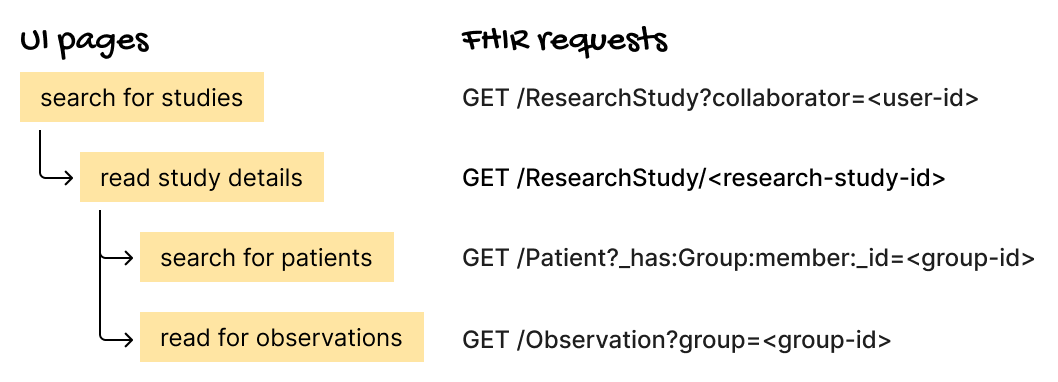 UI pages
FHIR requests
search for studies
GET /ResearchStudy?collaborator=<user-id>
read study details
GET /ResearchStudy/<research-study-id>
search for patients
GET /Patient?_has:Group:member:_id=<group-id>
read for observations
GET /Observation?group=<group-id>